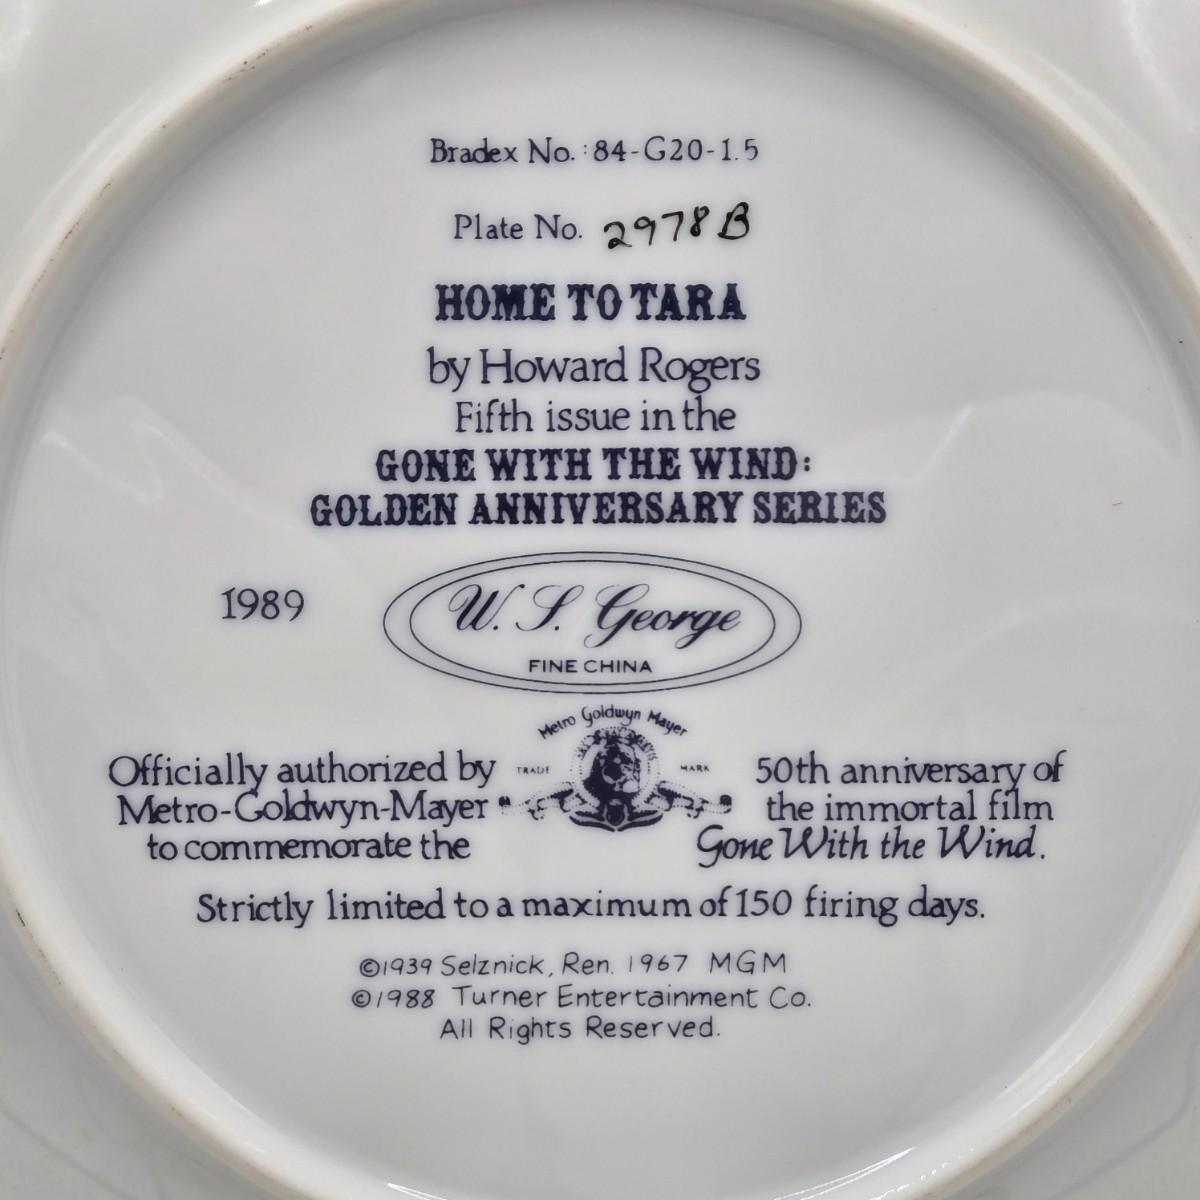 Bradex No.: 84-G20-1.5
Plate No. 2978B
HOME TO TARA
by Howard Rogers
Fifth issue in the
GONE WITH THE WIND:
GOLDEN ANNIVERSARY SERIES
1989
W. S. George
FINE CHINA
Metro Goldwyn Mayer
TRADE MARK
Officially authorized by
Metro-Goldwyn-Mayer
to commemorate the
50th anniversary of
the immortal film
Gone With the Wind.
Strictly limited to a maximum of 150 firing days.
©1939 Selznick, Ren. 1967 MGM
©1988 Turner Entertainment Co.
All Rights Reserved.